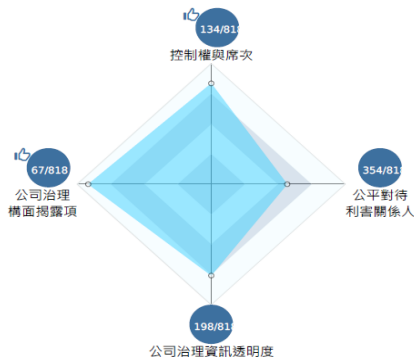 134/818
控制權與席次
67/818
公司治理
構面揭露項
354/818
公平對待
利害關係人
198/818
公司治理資訊透明度